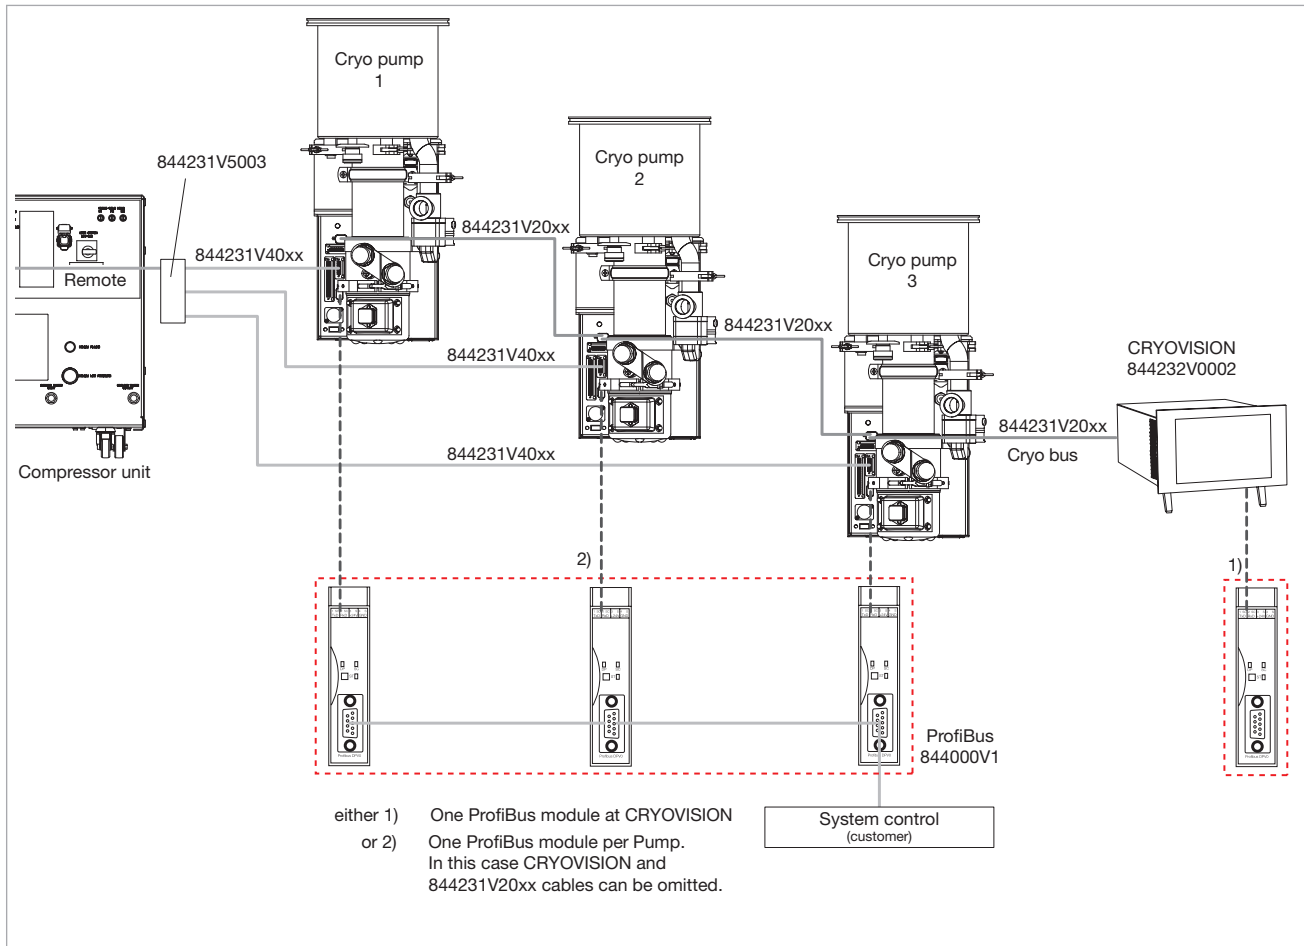 Cryo pump
1
Cryo pump
2
Cryo pump
3
844231V5003
844231V20xx
844231V40xx
Remote
844231V20xx
844231V40xx
CRYOVISION
844232V0002
844231V20xx
Cryo bus
844231V40xx
Compressor unit
2)
1)
ProfiBus
844000V1
System control
(customer)
either 1) One ProfiBus module at CRYOVISION
or 2) One ProfiBus module per Pump.
In this case CRYOVISION and
844231V20xx cables can be omitted.